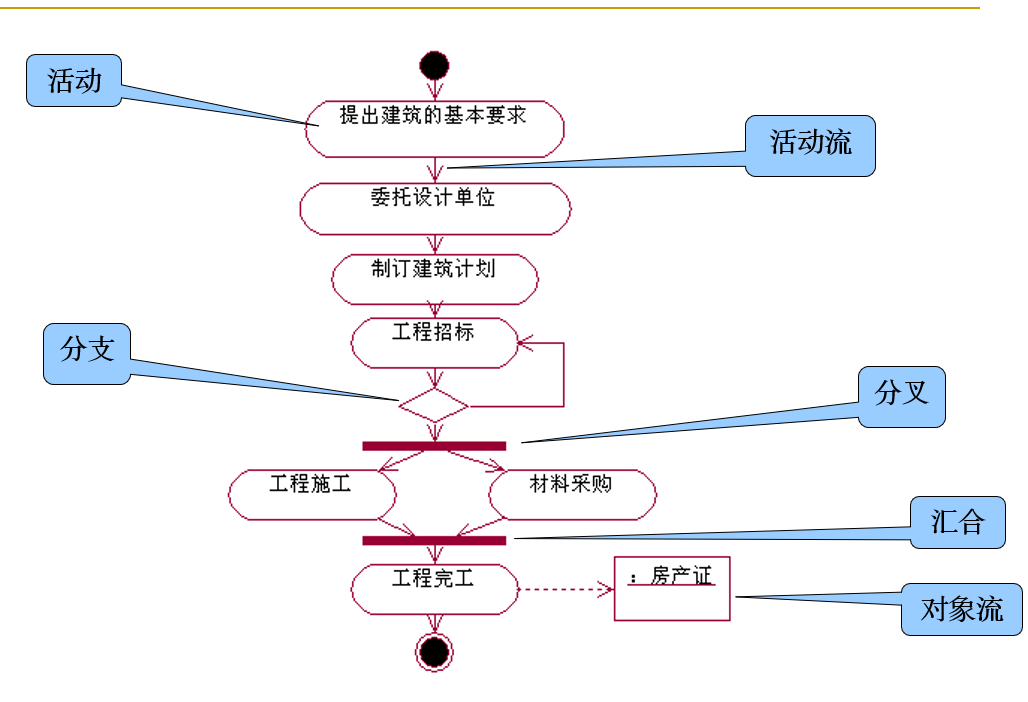 活动
提出建筑的基本要求
活动流
委托设计单位
制订建筑计划
工程招标
分支
分叉
工程施工
材料采购
汇合
工程完工
：房产证
对象流